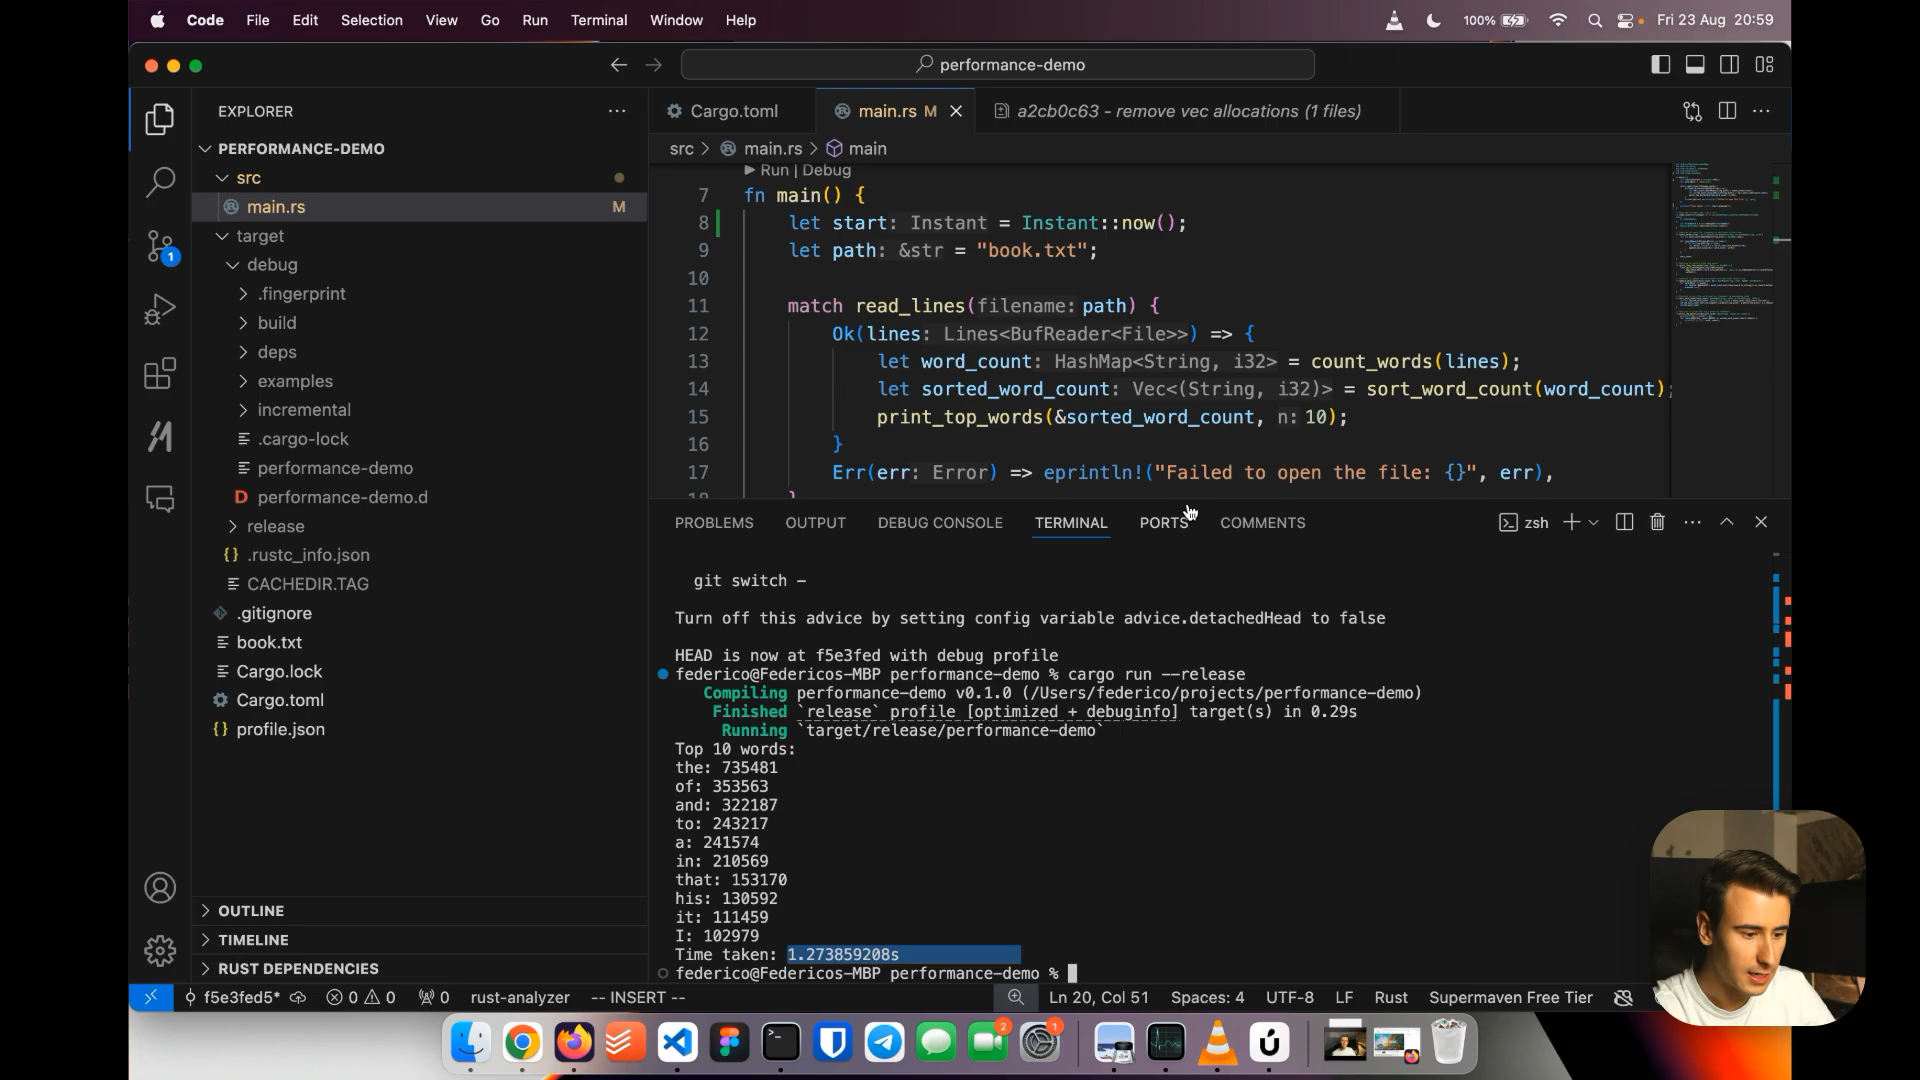 Code File Edit Selection View Go Run Terminal Window Help 100% Fri 23 Aug 20:59
performance-demo
EXPLORER
PERFORMANCE-DEMO
src
main.rs M
target
debug
.fingerprint
build
deps
examples
incremental
.cargo-lock
performance-demo
D performance-demo.d
release
{} .rustc_info.json
CACHEDIR.TAG
.gitignore
book.txt
Cargo.lock
Cargo.toml
{} profile.json
1
OUTLINE
TIMELINE
RUST DEPENDENCIES
Cargo.toml main.rs M a2cb0c63 - remove vec allocations (1 files)
src > main.rs > main
Run | Debug
7 fn main() {
8 let start: Instant = Instant::now();
9 let path: &str = "book.txt";
10
11 match read_lines(filename: path) {
12 Ok(lines: Lines<BufReader<File>>) => {
13 let word_count: HashMap<String, i32> = count_words(lines);
14 let sorted_word_count: Vec<(String, i32)> = sort_word_count(word_count);
15 print_top_words(&sorted_word_count, n: 10);
16 }
17 Err(err: Error) => eprintln!("Failed to open the file: {}", err),
18 }
PROBLEMS OUTPUT DEBUG CONSOLE TERMINAL PORTS COMMENTS zsh
git switch -
Turn off this advice by setting config variable advice.detachedHead to false
HEAD is now at f5e3fed with debug profile
federico@Federicos-MBP performance-demo % cargo run --release
Compiling performance-demo v0.1.0 (/Users/federico/projects/performance-demo)
Finished `release` profile [optimized + debuginfo] target(s) in 0.29s
Running `target/release/performance-demo`
Top 10 words:
the: 735481
of: 353563
and: 322187
to: 243217
a: 241574
in: 210569
that: 153170
his: 130592
it: 111459
I: 102979
Time taken: 1.273859208s
federico@Federicos-MBP performance-demo %
f5e3fed5* 0 0 0 rust-analyzer -- INSERT -- Ln 20, Col 51 Spaces: 4 UTF-8 LF Rust Supermaven Free Tier
2 1